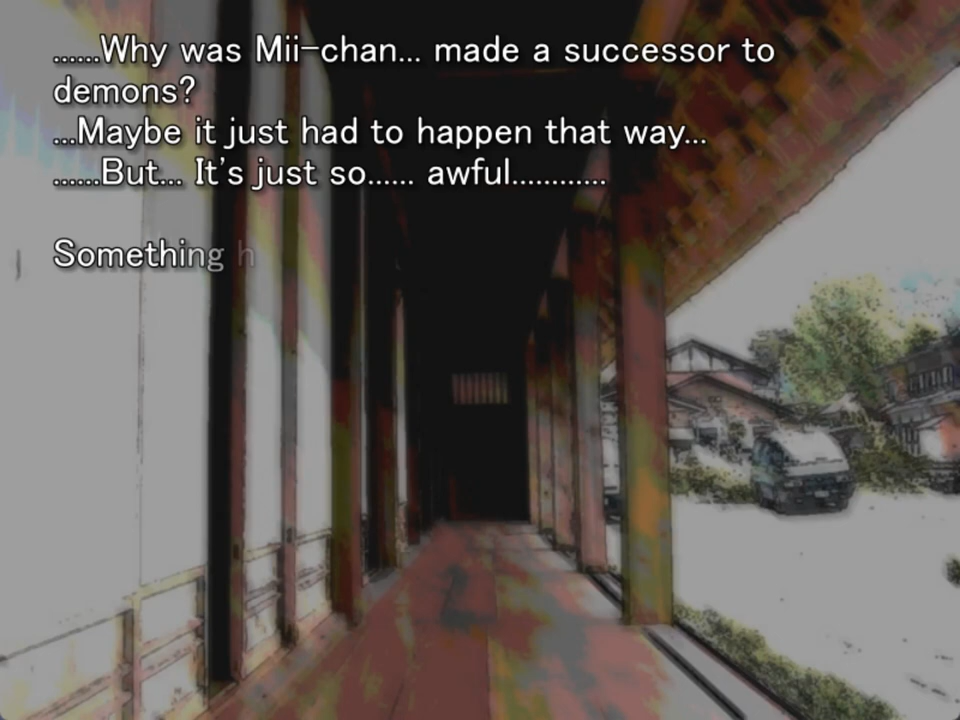 ......Why was Mii-chan... made a successor to
demons?
...Maybe it just had to happen that way...
......But... It's just so...... awful............
Something h